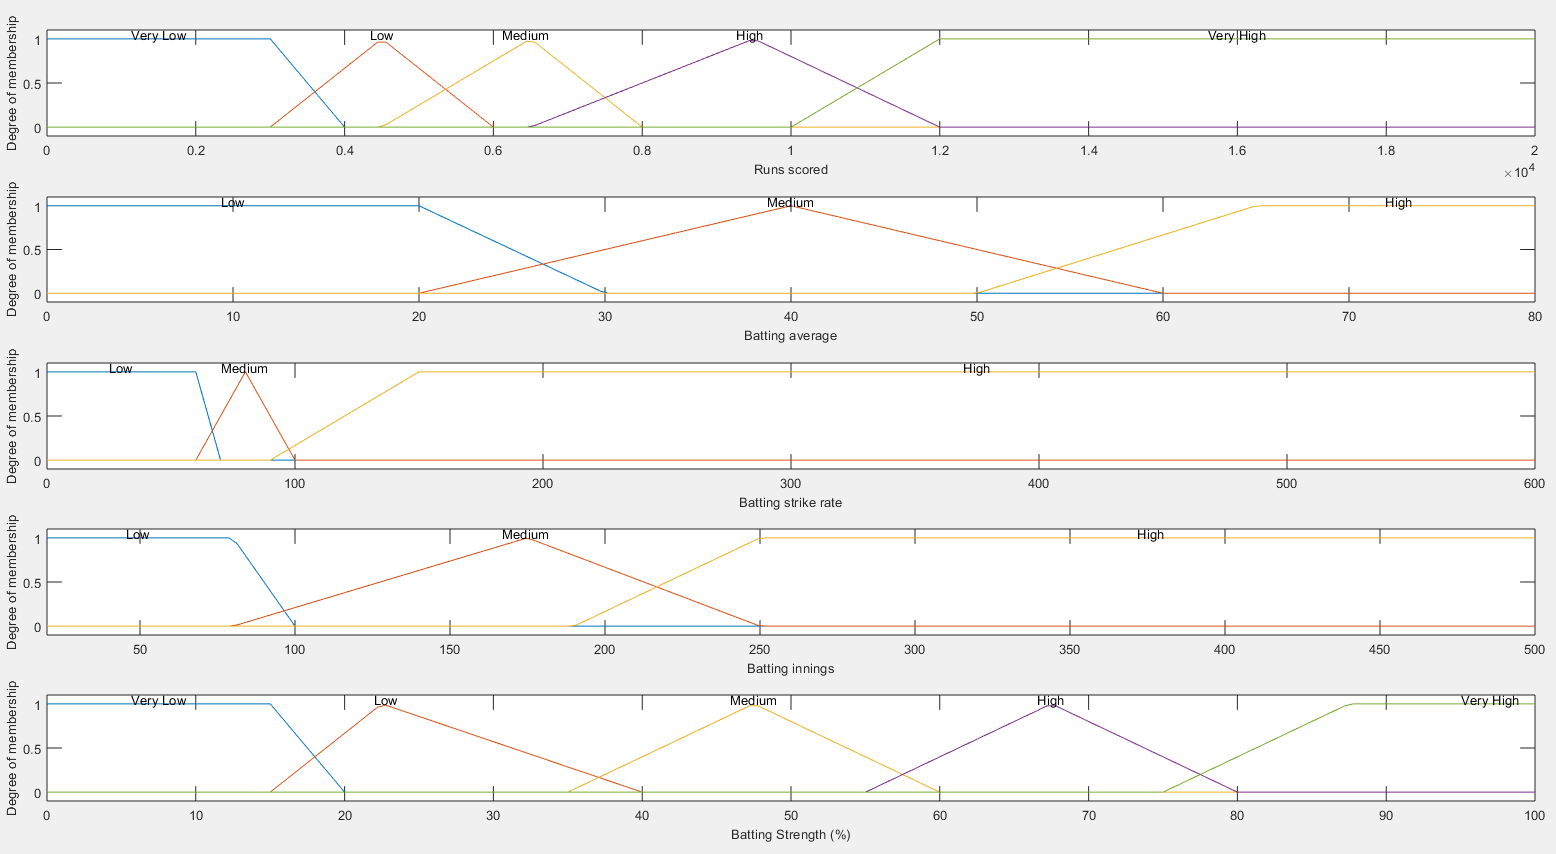 Degree of membership
Very Low Low Medium High Very High
1
0.5
0
0 0.2 0.4 0.6 0.8 1 1.2 1.4 1.6 1.8 2
Runs scored
×10⁴
Degree of membership
Low Medium High
1
0.5
0
0 10 20 30 40 50 60 70 80
Batting average
Degree of membership
Low Medium High
1
0.5
0
0 100 200 300 400 500 600
Batting strike rate
Degree of membership
Low Medium High
1
0.5
0
50 100 150 200 250 300 350 400 450 500
Batting innings
Degree of membership
Very Low Low Medium High Very High
1
0.5
0
0 10 20 30 40 50 60 70 80 90 100
Batting Strength (%)